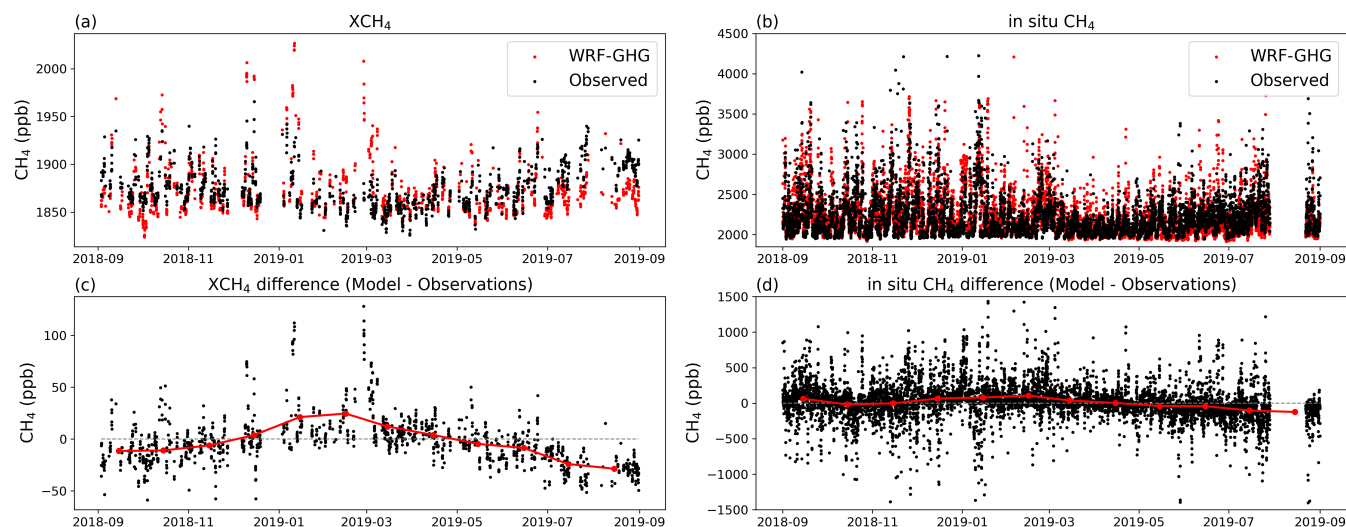 (a) XCH₄
CH₄ (ppb)
2000
1950
1900
1850
WRF-GHG
Observed
2018-09 2018-11 2019-01 2019-03 2019-05 2019-07 2019-09
(b) in situ CH₄
CH₄ (ppb)
4500
4000
3500
3000
2500
2000
WRF-GHG
Observed
2018-09 2018-11 2019-01 2019-03 2019-05 2019-07 2019-09
(c) XCH₄ difference (Model - Observations)
CH₄ (ppb)
100
50
0
−50
2018-09 2018-11 2019-01 2019-03 2019-05 2019-07 2019-09
(d) in situ CH₄ difference (Model - Observations)
CH₄ (ppb)
1500
1000
500
0
−500
−1000
−1500
2018-09 2018-11 2019-01 2019-03 2019-05 2019-07 2019-09